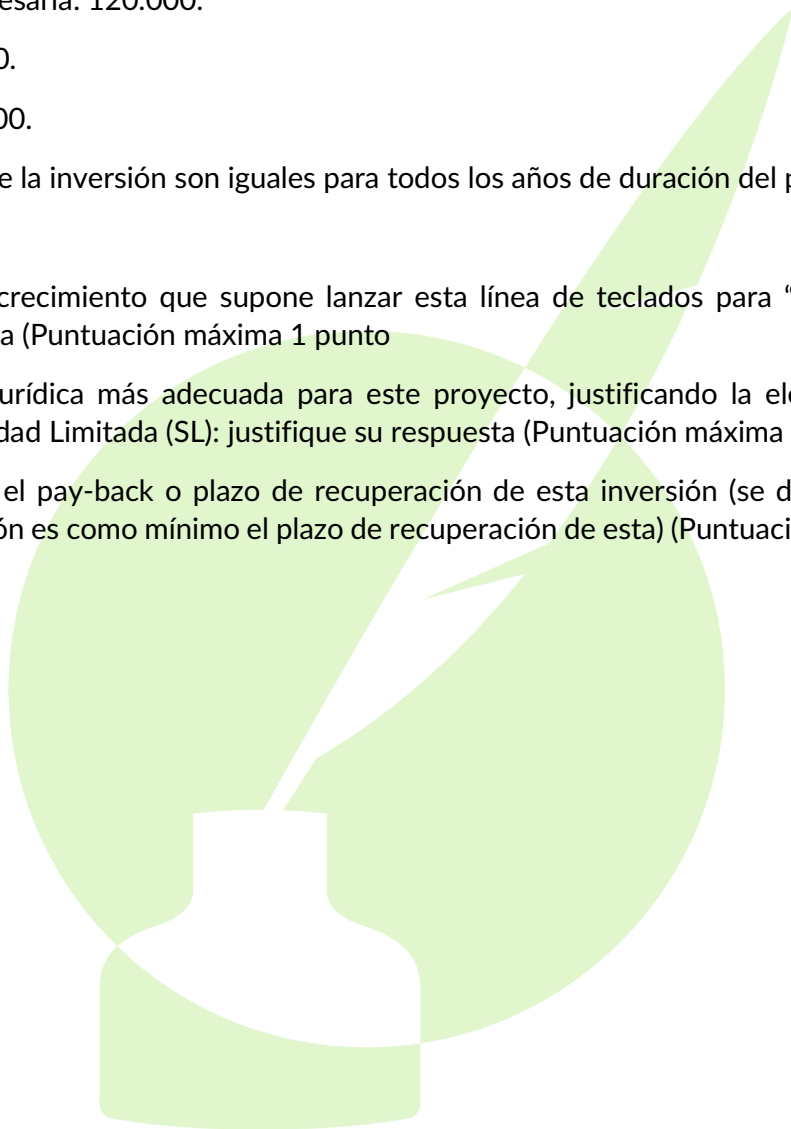 esaria: 120.000.
0.
00.
e la inversión son iguales para todos los años de duración del p
crecimiento que supone lanzar esta línea de teclados para “
a (Puntuación máxima 1 punto
urídica más adecuada para este proyecto, justificando la ele
dad Limitada (SL): justifique su respuesta (Puntuación máxima
el pay-back o plazo de recuperación de esta inversión (se d
ón es como mínimo el plazo de recuperación de esta) (Puntuaci